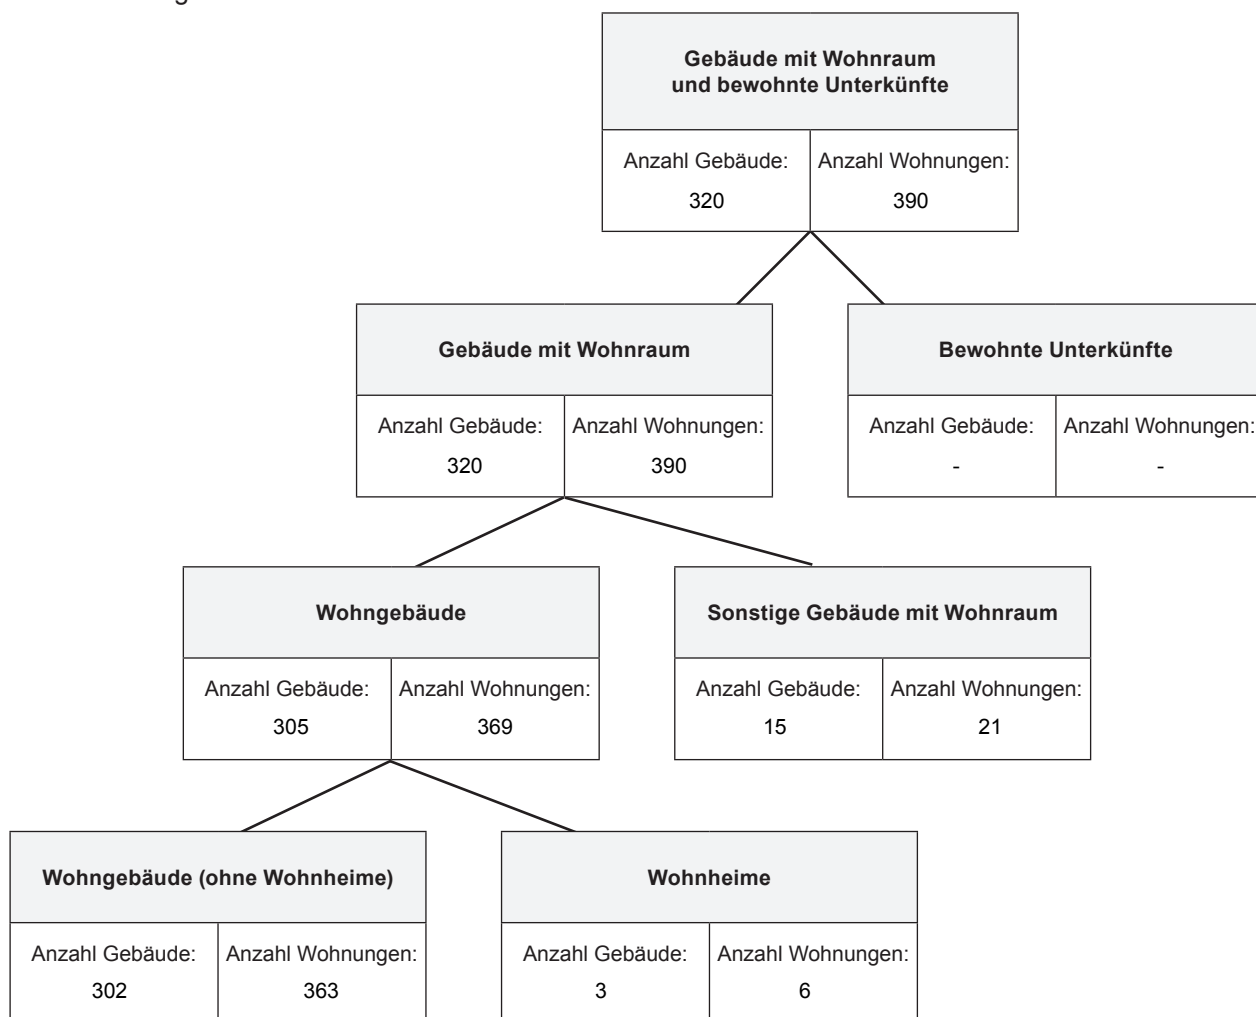 Gebäude mit Wohnraum
und bewohnte Unterkünfte
Anzahl Gebäude: Anzahl Wohnungen:
320 390
Gebäude mit Wohnraum Bewohnte Unterkünfte
Anzahl Gebäude: Anzahl Wohnungen: Anzahl Gebäude: Anzahl Wohnungen:
320 390 - -
Wohngebäude Sonstige Gebäude mit Wohnraum
Anzahl Gebäude: Anzahl Wohnungen: Anzahl Gebäude: Anzahl Wohnungen:
305 369 15 21
Wohngebäude (ohne Wohnheime) Wohnheime
Anzahl Gebäude: Anzahl Wohnungen: Anzahl Gebäude: Anzahl Wohnungen:
302 363 3 6